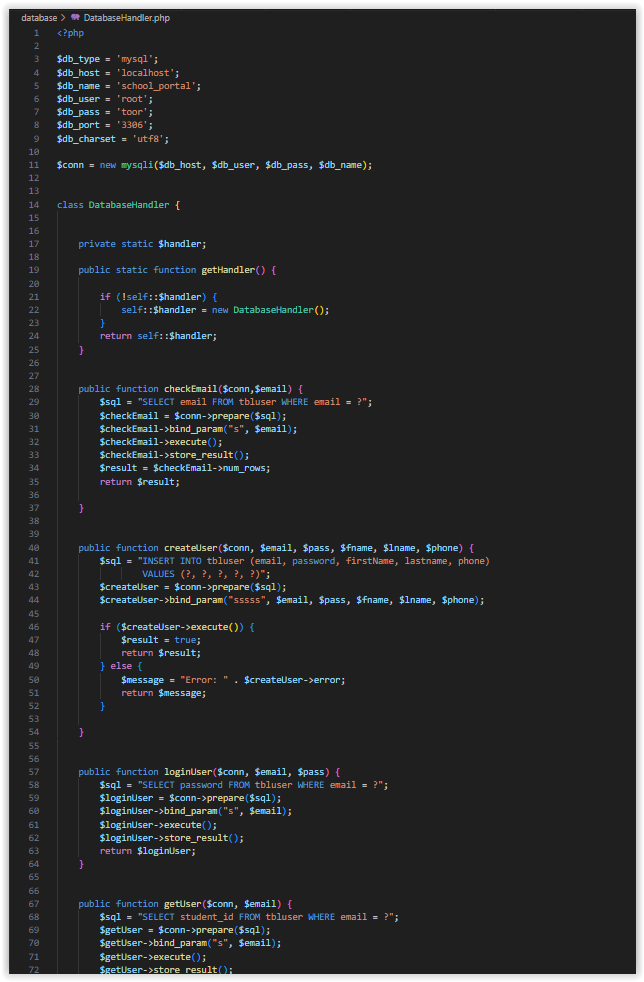 database > DatabaseHandler.php
1 <?php
2
3 $db_type = 'mysql';
4 $db_host = 'localhost';
5 $db_name = 'school_portal';
6 $db_user = 'root';
7 $db_pass = 'toor';
8 $db_port = '3306';
9 $db_charset = 'utf8';
10
11 $conn = new mysqli($db_host, $db_user, $db_pass, $db_name);
12
13
14 class DatabaseHandler {
15
16
17     private static $handler;
18
19     public static function getHandler() {
20
21         if (!self::$handler) {
22             self::$handler = new DatabaseHandler();
23         }
24         return self::$handler;
25     }
26
27
28     public function checkEmail($conn,$email) {
29         $sql = "SELECT email FROM tbluser WHERE email = ?";
30         $checkEmail = $conn->prepare($sql);
31         $checkEmail->bind_param("s", $email);
32         $checkEmail->execute();
33         $checkEmail->store_result();
34         $result = $checkEmail->num_rows;
35         return $result;
36
37     }
38
39
40     public function createUser($conn, $email, $pass, $fname, $lname, $phone) {
41         $sql = "INSERT INTO tbluser (email, password, firstName, lastname, phone)
42                 VALUES (?, ?, ?, ?, ?)";
43         $createUser = $conn->prepare($sql);
44         $createUser->bind_param("sssss", $email, $pass, $fname, $lname, $phone);
45
46         if ($createUser->execute()) {
47             $result = true;
48             return $result;
49         } else {
50             $message = "Error: " . $createUser->error;
51             return $message;
52         }
53
54     }
55
56
57     public function loginUser($conn, $email, $pass) {
58         $sql = "SELECT password FROM tbluser WHERE email = ?";
59         $loginUser = $conn->prepare($sql);
60         $loginUser->bind_param("s", $email);
61         $loginUser->execute();
62         $loginUser->store_result();
63         return $loginUser;
64     }
65
66
67     public function getUser($conn, $email) {
68         $sql = "SELECT student_id FROM tbluser WHERE email = ?";
69         $getUser = $conn->prepare($sql);
70         $getUser->bind_param("s", $email);
71         $getUser->execute();
72         $getUser->store_result();